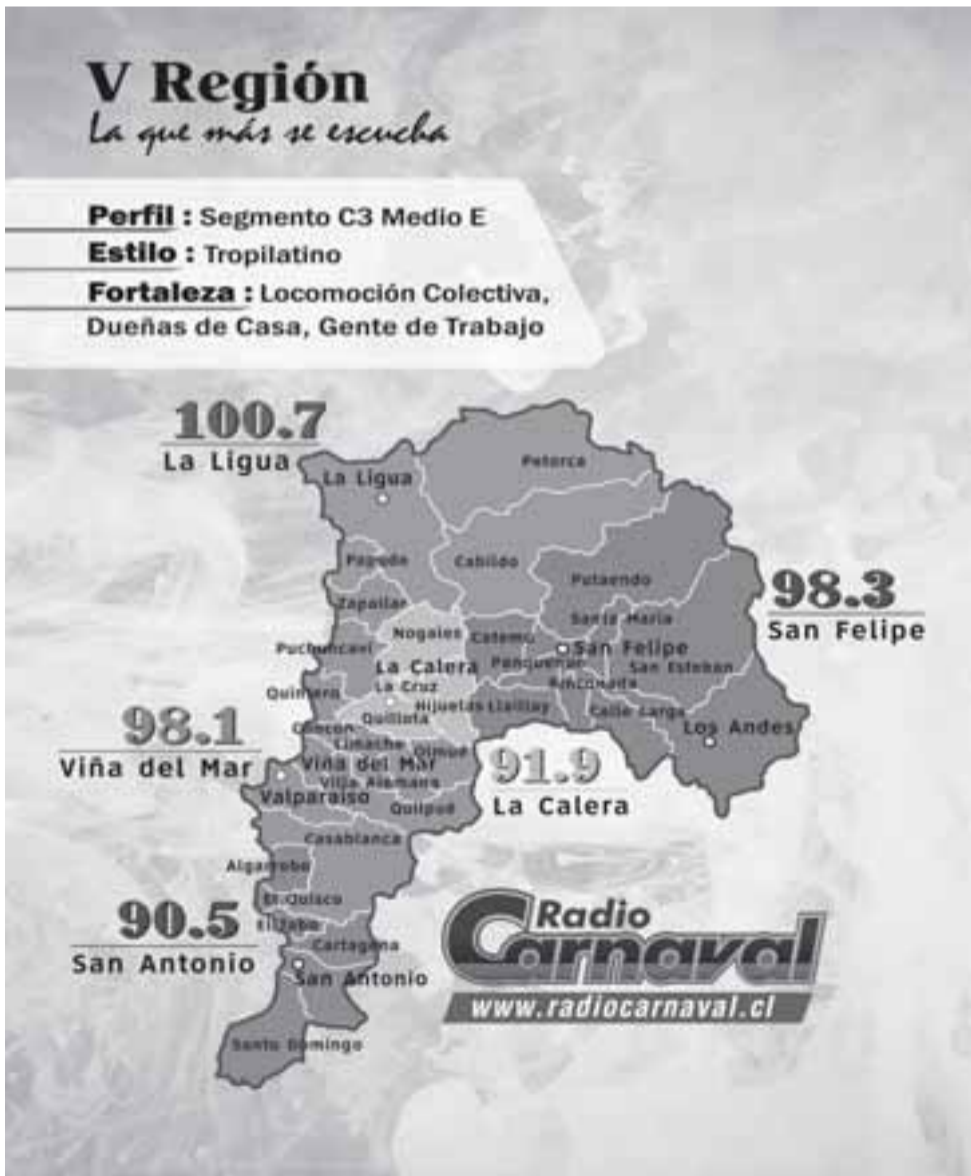 V Región
La que más se escucha
Perfil : Segmento C3 Medio E
Estilo : Tropilatino
Fortaleza : Locomoción Colectiva,
Dueñas de Casa, Gente de Trabajo
100.7
La Ligua
La Ligua
Petorca
Papudo
Cabildo
Putaendo
98.3
San Felipe
Zapallar
Santa María
Nogales
Catemu
San Felipe
Puchuncaví
Panquehue
La Calera
San Esteban
La Cruz
Rinconada
Quintero
Hijuelas
Llaillay
Quillota
Calle Larga
Los Andes
98.1
Viña del Mar
Concón
Limache
Olmué
Viña del Mar
91.9
La Calera
Villa Alemana
Valparaíso
Quilpué
Casablanca
Algarrobo
El Quisco
90.5
San Antonio
El Tabo
Cartagena
San Antonio
Santo Domingo
Radio
Carnaval
www.radiocarnaval.cl